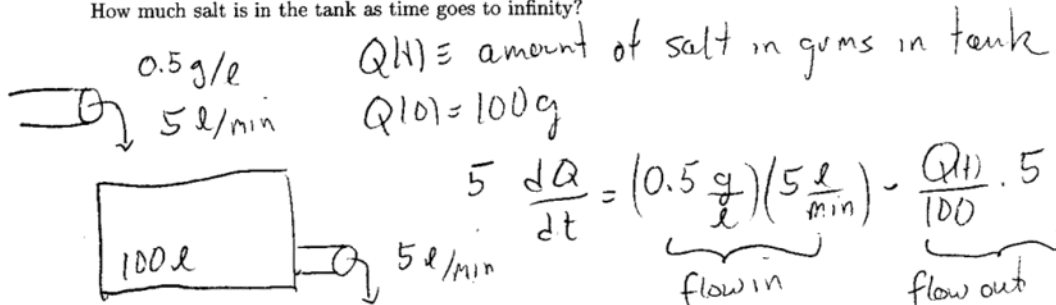 How much salt is in the tank as time goes to infinity?
0.5 g/l
5 l/min
Q(t) ≡ amount of salt in grms in tank
Q(0) = 100 g
5 dQ/dt = (0.5 g/l)(5 l/min) - Q(t)/100 . 5
flow in
flow out
100 l
5 l/min